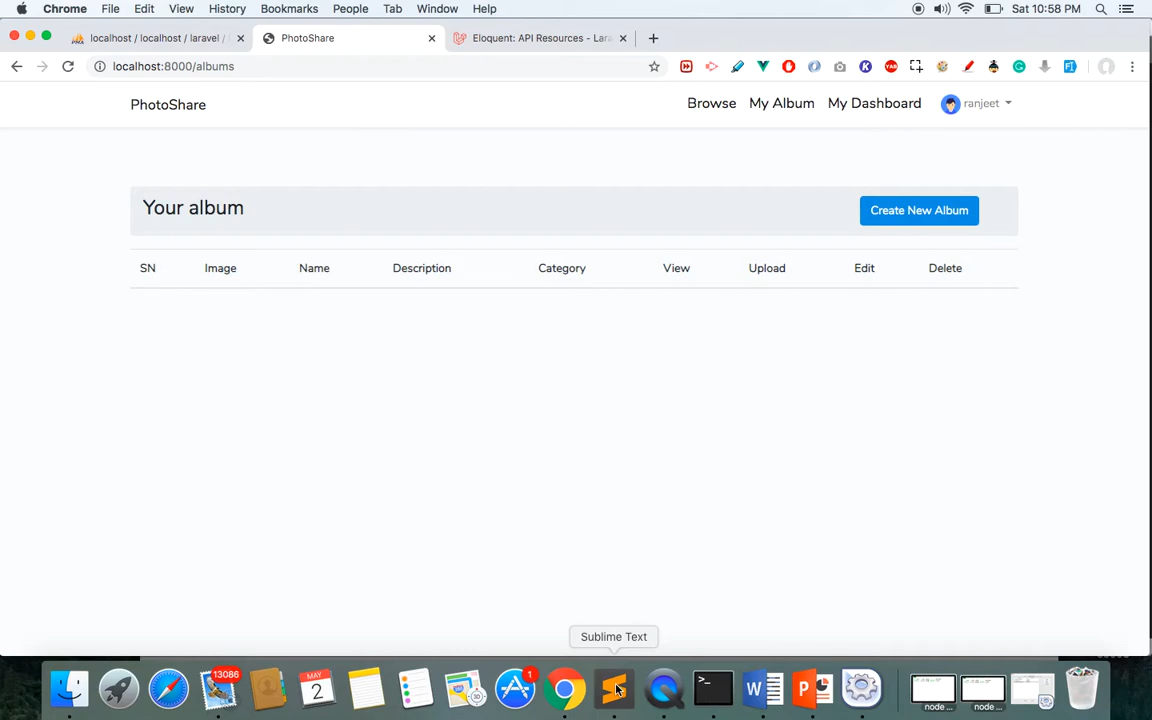 Chrome File Edit View History Bookmarks People Tab Window Help Sat 10:58 PM
localhost / localhost / laravel / PhotoShare Eloquent: API Resources - Lara
localhost:8000/albums
PhotoShare Browse My Album My Dashboard ranjeet
Your album Create New Album
SN Image Name Description Category View Upload Edit Delete
Sublime Text
13086 MAY 2 1
node ... node ...